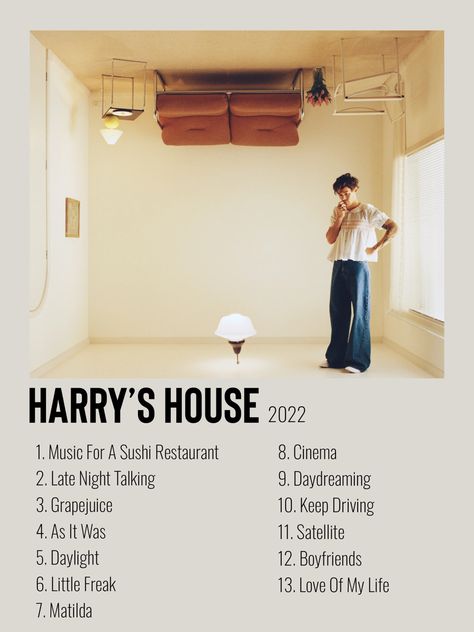 HARRY'S HOUSE 2022
1. Music For A Sushi Restaurant
2. Late Night Talking
3. Grapejuice
4. As It Was
5. Daylight
6. Little Freak
7. Matilda
8. Cinema
9. Daydreaming
10. Keep Driving
11. Satellite
12. Boyfriends
13. Love Of My Life